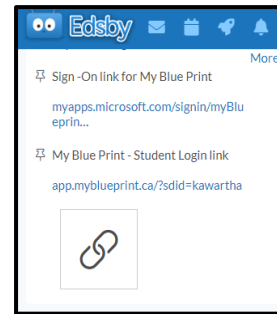 Edsby
More
Sign -On link for My Blue Print
myapps.microsoft.com/signin/myBlu
eprin...
My Blue Print - Student Login link
app.myblueprint.ca/?sdid=kawartha